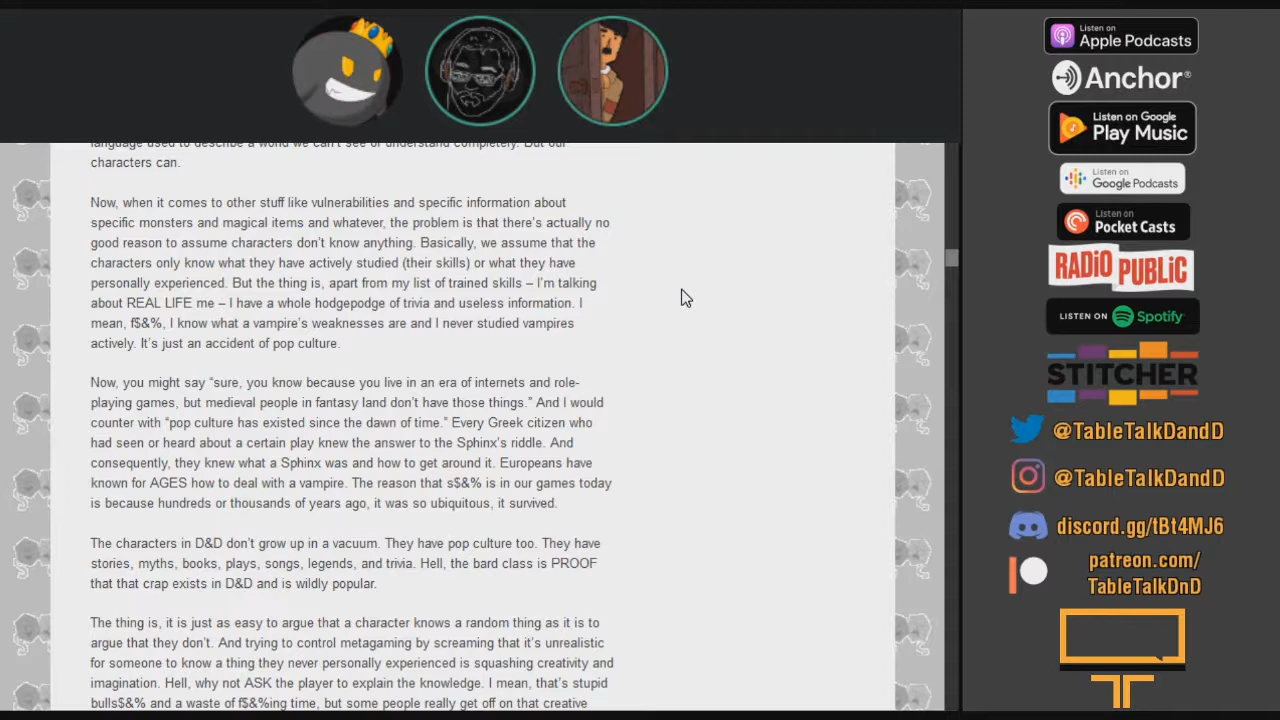 language used to describe a world we can't see or understand completely. But our
characters can.
Now, when it comes to other stuff like vulnerabilities and specific information about
specific monsters and magical items and whatever, the problem is that there's actually no
good reason to assume characters don't know anything. Basically, we assume that the
characters only know what they have actively studied (their skills) or what they have
personally experienced. But the thing is, apart from my list of trained skills – I'm talking
about REAL LIFE me – I have a whole hodgepodge of trivia and useless information. I
mean, f$&%, I know what a vampire's weaknesses are and I never studied vampires
actively. It's just an accident of pop culture.
Now, you might say “sure, you know because you live in an era of internets and role-
playing games, but medieval people in fantasy land don't have those things.” And I would
counter with “pop culture has existed since the dawn of time.” Every Greek citizen who
had seen or heard about a certain play knew the answer to the Sphinx's riddle. And
consequently, they knew what a Sphinx was and how to get around it. Europeans have
known for AGES how to deal with a vampire. The reason that s$&% is in our games today
is because hundreds or thousands of years ago, it was so ubiquitous, it survived.
The characters in D&D don't grow up in a vacuum. They have pop culture too. They have
stories, myths, books, plays, songs, legends, and trivia. Hell, the bard class is PROOF
that that crap exists in D&D and is wildly popular.
The thing is, it is just as easy to argue that a character knows a random thing as it is to
argue that they don't. And trying to control metagaming by screaming that it's unrealistic
for someone to know a thing they never personally experienced is squashing creativity and
imagination. Hell, why not ASK the player to explain the knowledge. I mean, that's stupid
bulls$&% and a waste of f$&%ing time, but some people really get off on that creative
Listen on
Apple Podcasts
Anchor®
Listen on Google
Play Music
Listen on
Google Podcasts
Listen on
Pocket Casts
RADIO PUBLIC
LISTEN ON Spotify
STITCHER
@TableTalkDandD
@TableTalkDandD
discord.gg/tBt4MJ6
patreon.com/
TableTalkDnD